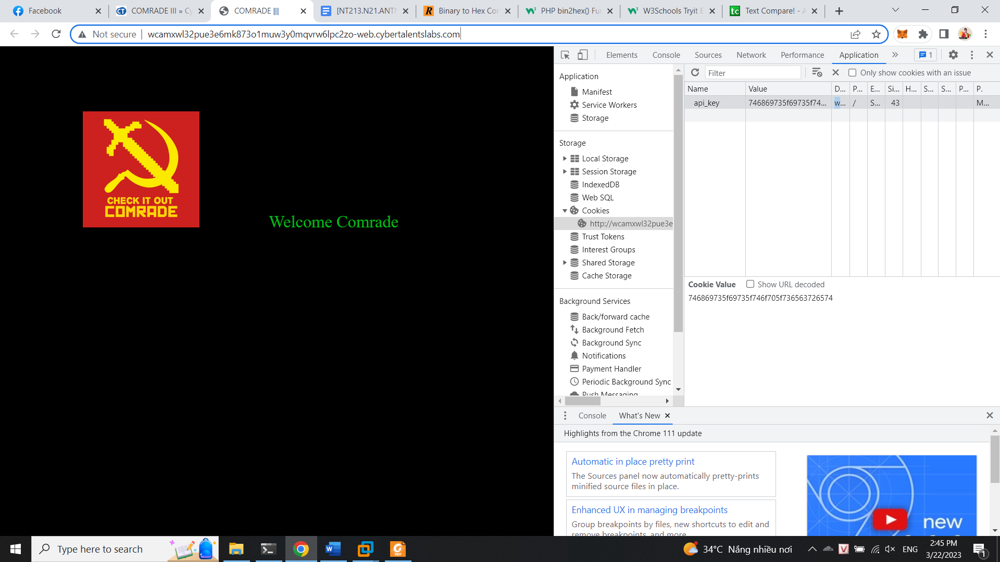 Facebook
COMRADE III » Cy
COMRADE |||
[NT213.N21.ANTN
Binary to Hex Con
PHP bin2hex() Fu
W3Schools Tryit E
Text Compare! - A
Not secure
wcamxwl32pue3e6mk873o1muw3y0mqvrw6lpc2zo-web.cybertalentslabs.com
CHECK IT OUT
COMRADE
Welcome Comrade
Elements
Console
Sources
Network
Performance
Application
1
Application
Manifest
Service Workers
Storage
Storage
Local Storage
Session Storage
IndexedDB
Web SQL
Cookies
http://wcamxwl32pue3e
Trust Tokens
Interest Groups
Shared Storage
Cache Storage
Background Services
Back/forward cache
Background Fetch
Background Sync
Notifications
Payment Handler
Periodic Background Sync
Push Messaging
Filter
Only show cookies with an issue
Name Value D... P... E... Si... H... S... S... P... P.
api_key 746869735f69735f74... w... / S... 43 M...
Cookie Value Show URL decoded
746869735f69735f746f705f736563726574
Console
What's New
Highlights from the Chrome 111 update
Automatic in place pretty print
The Sources panel now automatically pretty-prints
minified source files in place.
Enhanced UX in managing breakpoints
Group breakpoints by files, new shortcuts to edit and
remove breakpoints, and more.
new
Type here to search
34°C Nắng nhiều nơi
ENG
2:45 PM
3/22/2023
1